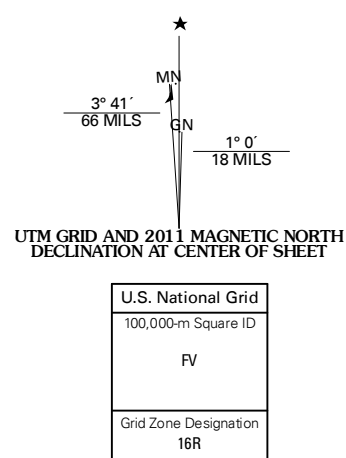 MN
3° 41´
66 MILS
GN
1° 0´
18 MILS
UTM GRID AND 2011 MAGNETIC NORTH
DECLINATION AT CENTER OF SHEET
U.S. National Grid
100,000-m Square ID
FV
Grid Zone Designation
16R